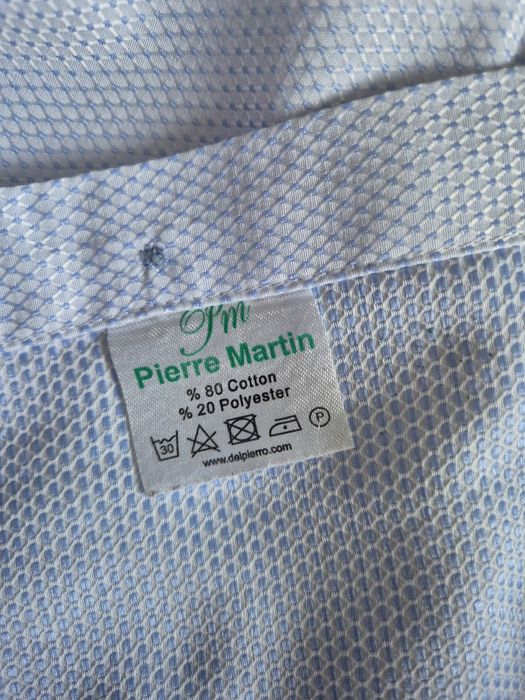 Pm
Pierre Martin
% 80 Cotton
% 20 Polyester
30
P
www.delpierro.com